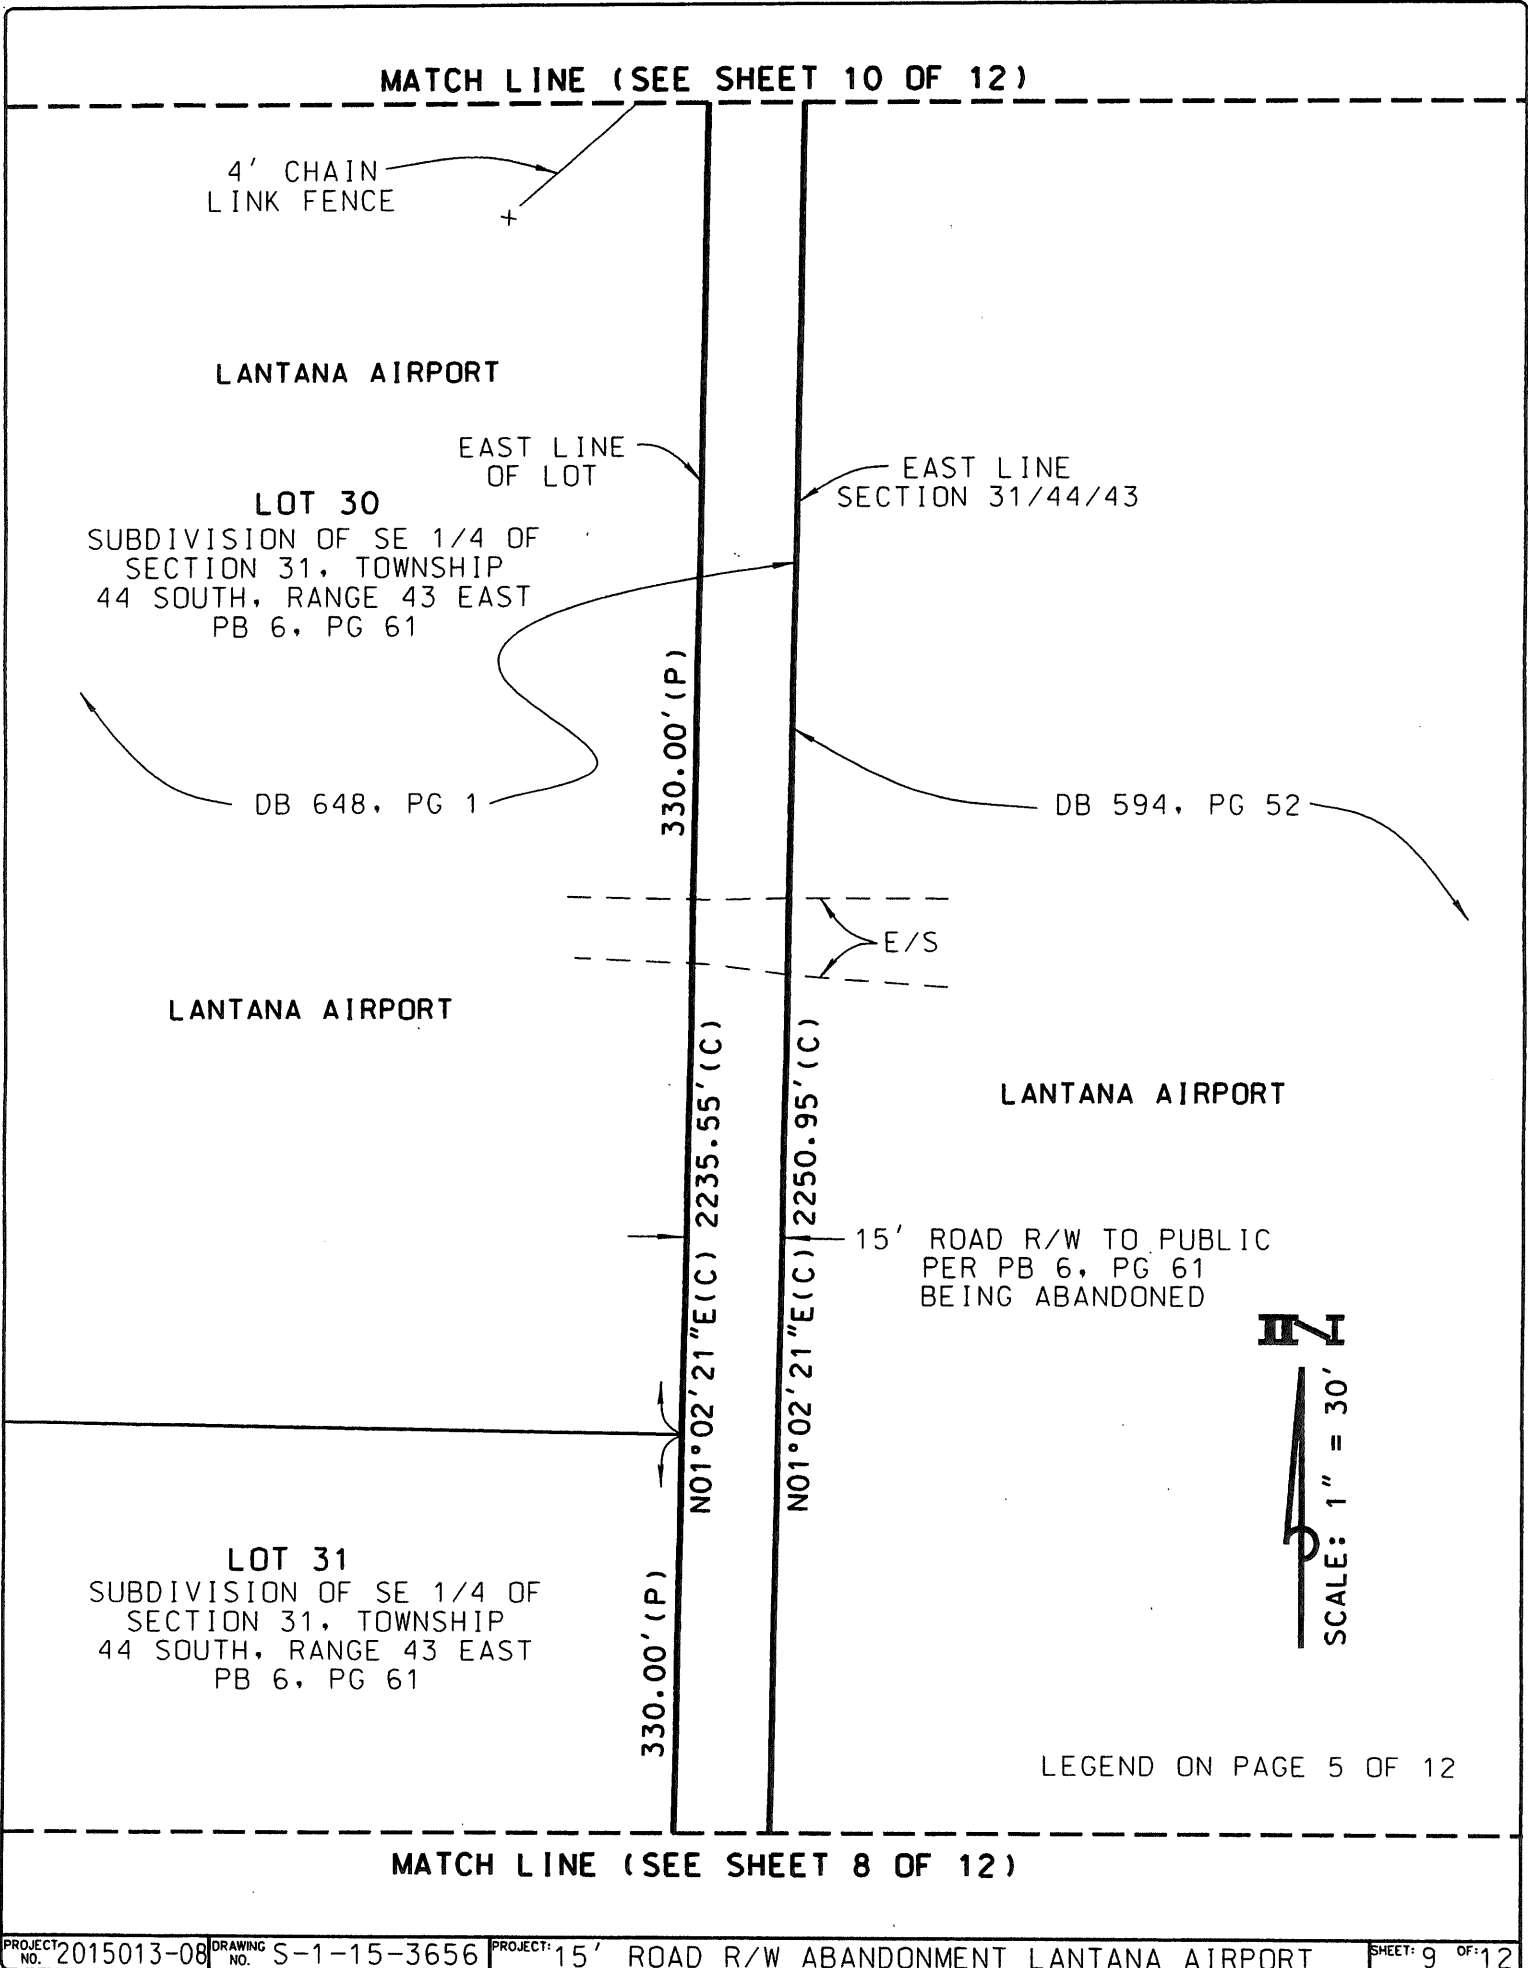 MATCH LINE (SEE SHEET 10 OF 12)
4' CHAIN
LINK FENCE
LANTANA AIRPORT
EAST LINE
OF LOT
EAST LINE
SECTION 31/44/43
LOT 30
SUBDIVISION OF SE 1/4 OF
SECTION 31, TOWNSHIP
44 SOUTH, RANGE 43 EAST
PB 6, PG 61
330.00'(P)
DB 648, PG 1
DB 594, PG 52
E/S
LANTANA AIRPORT
LANTANA AIRPORT
N01°02'21"E(C) 2235.55'(C)
N01°02'21"E(C) 2250.95'(C)
15' ROAD R/W TO PUBLIC
PER PB 6, PG 61
BEING ABANDONED
N
SCALE: 1" = 30'
LOT 31
SUBDIVISION OF SE 1/4 OF
SECTION 31, TOWNSHIP
44 SOUTH, RANGE 43 EAST
PB 6, PG 61
330.00'(P)
LEGEND ON PAGE 5 OF 12
MATCH LINE (SEE SHEET 8 OF 12)
PROJECT NO. 2015013-08 DRAWING NO. S-1-15-3656 PROJECT: 15' ROAD R/W ABANDONMENT LANTANA AIRPORT SHEET: 9 OF: 12